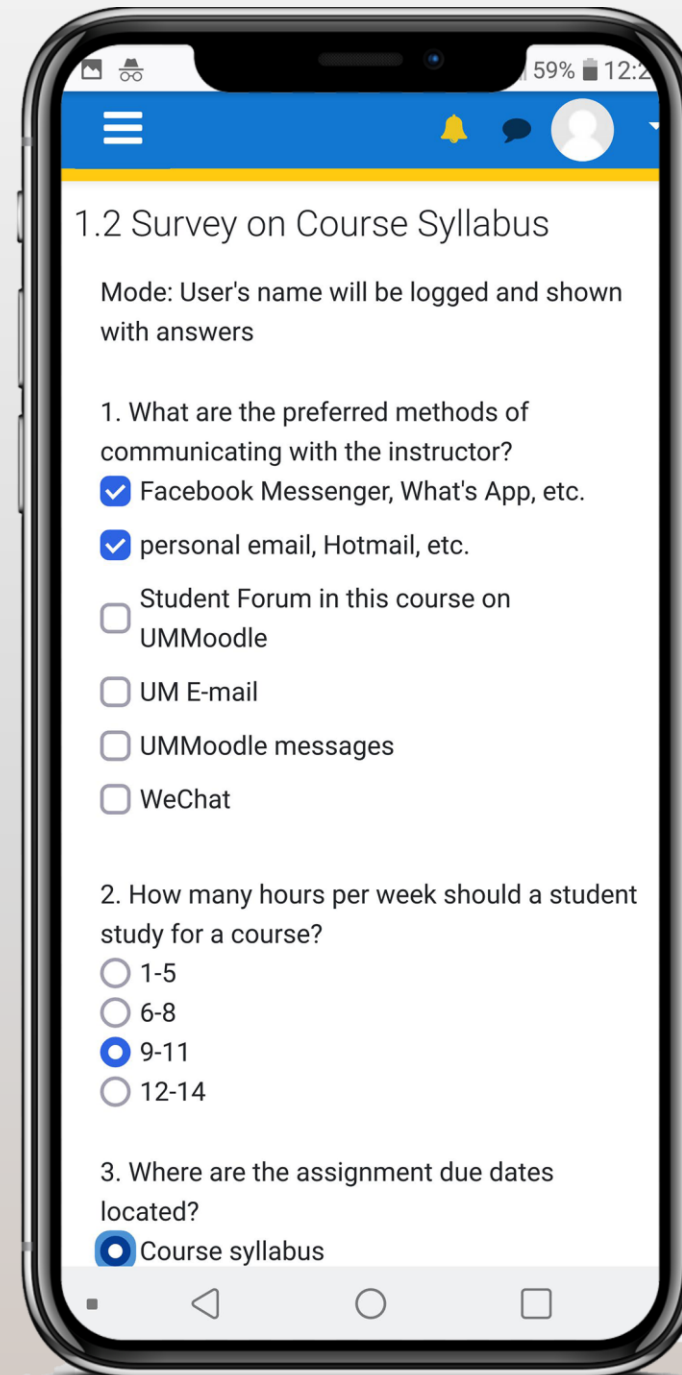 59% 12:2
1.2 Survey on Course Syllabus
Mode: User's name will be logged and shown
with answers
1. What are the preferred methods of
communicating with the instructor?
Facebook Messenger, What's App, etc.
personal email, Hotmail, etc.
Student Forum in this course on
UMMoodle
UM E-mail
UMMoodle messages
WeChat
2. How many hours per week should a student
study for a course?
1-5
6-8
9-11
12-14
3. Where are the assignment due dates
located?
Course syllabus